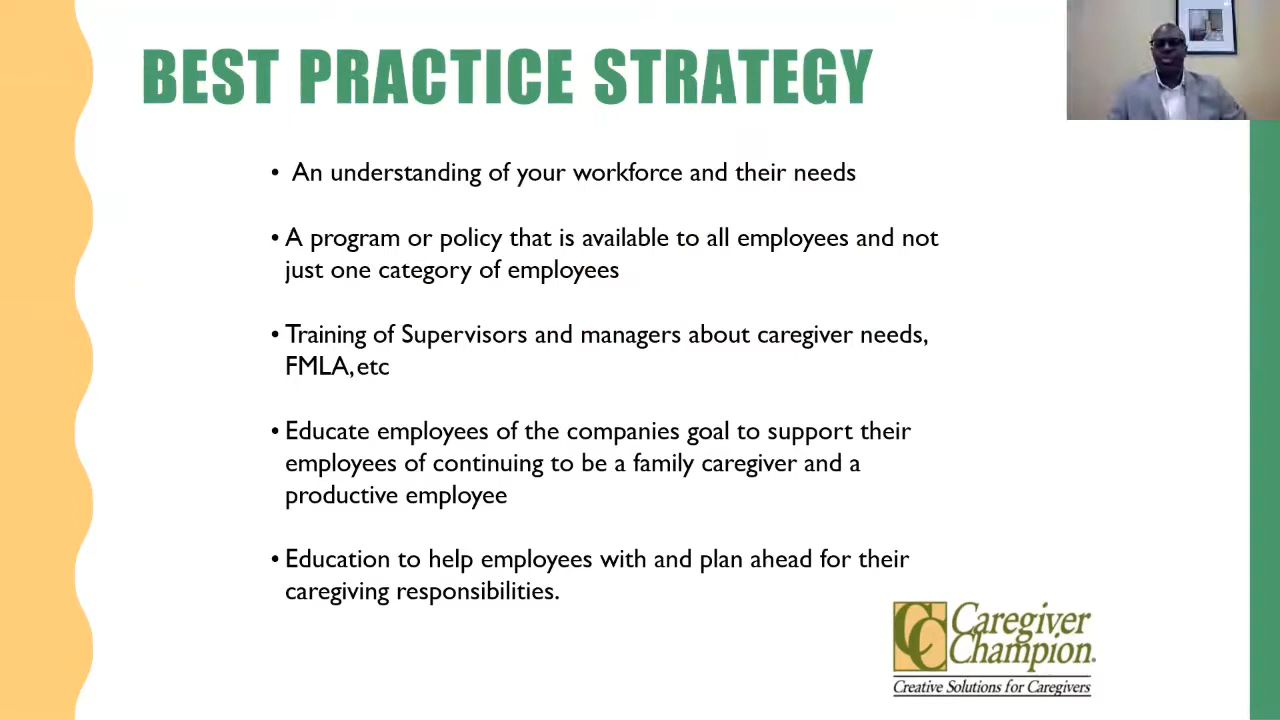 BEST PRACTICE STRATEGY
• An understanding of your workforce and their needs
• A program or policy that is available to all employees and not
just one category of employees
• Training of Supervisors and managers about caregiver needs,
FMLA, etc
• Educate employees of the companies goal to support their
employees of continuing to be a family caregiver and a
productive employee
• Education to help employees with and plan ahead for their
caregiving responsibilities.
CC
Caregiver
Champion®
Creative Solutions for Caregivers